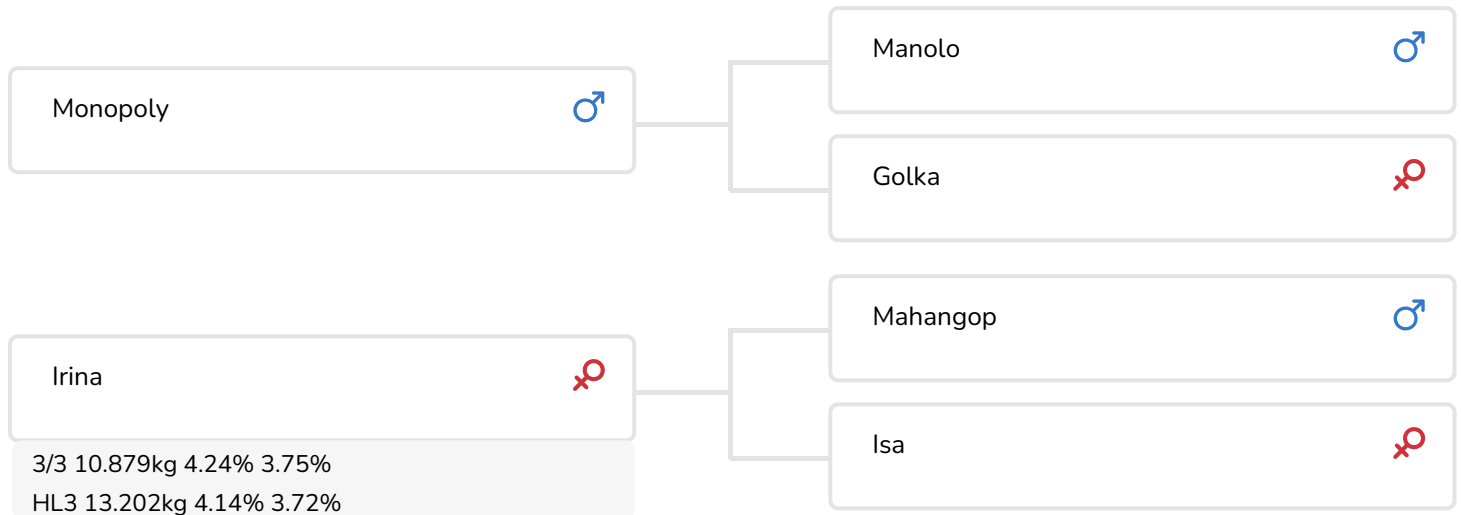 Monopoly
Manolo
Golka
Irina
3/3 10.879kg 4.24% 3.75%
HL3 13.202kg 4.14% 3.72%
Mahangop
Isa